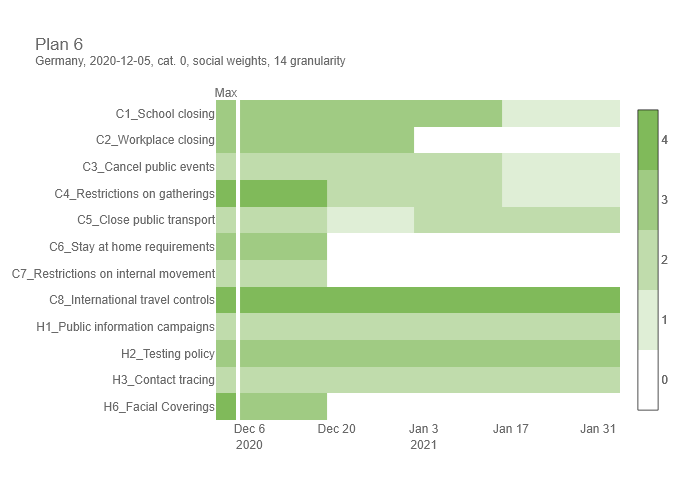 Plan 6
Germany, 2020-12-05, cat. 0, social weights, 14 granularity
Max
C1_School closing
C2_Workplace closing
C3_Cancel public events
C4_Restrictions on gatherings
C5_Close public transport
C6_Stay at home requirements
C7_Restrictions on internal movement
C8_International travel controls
H1_Public information campaigns
H2_Testing policy
H3_Contact tracing
H6_Facial Coverings
4
3
2
1
0
Dec 6 Dec 20 Jan 3 Jan 17 Jan 31
2020 2021